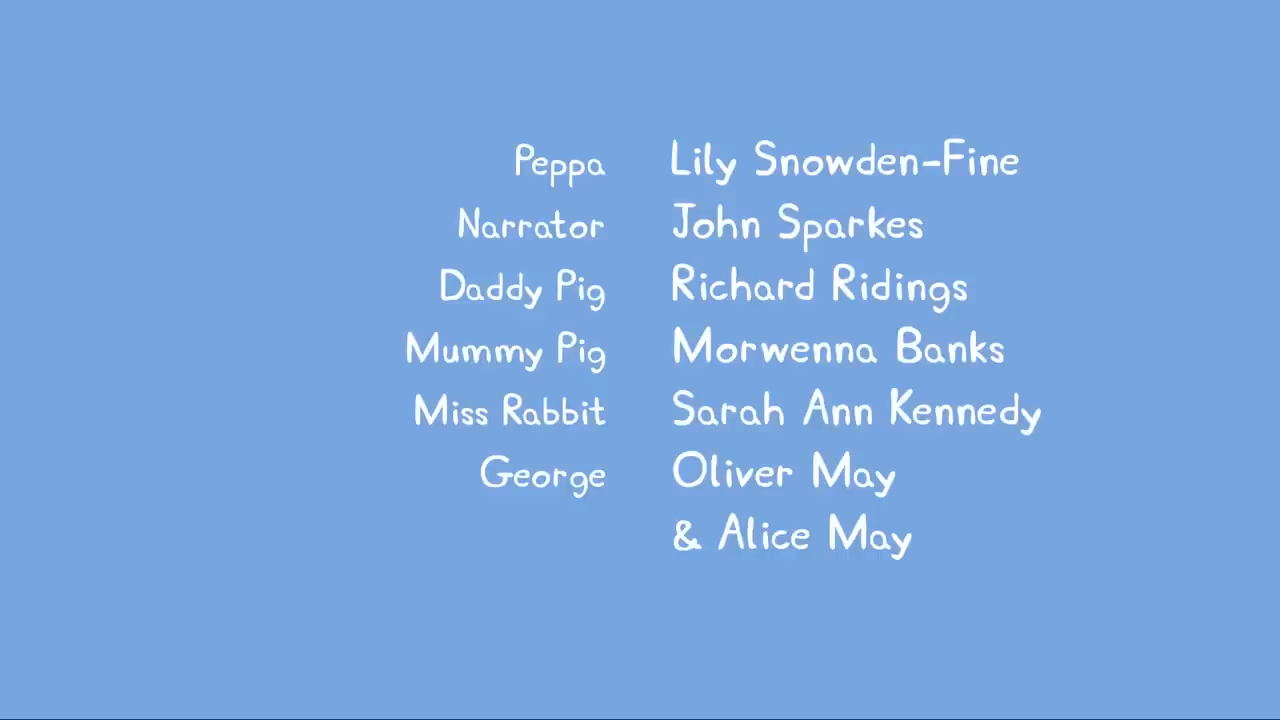 Peppa Lily Snowden-Fine
Narrator John Sparkes
Daddy Pig Richard Ridings
Mummy Pig Morwenna Banks
Miss Rabbit Sarah Ann Kennedy
George Oliver May
& Alice May